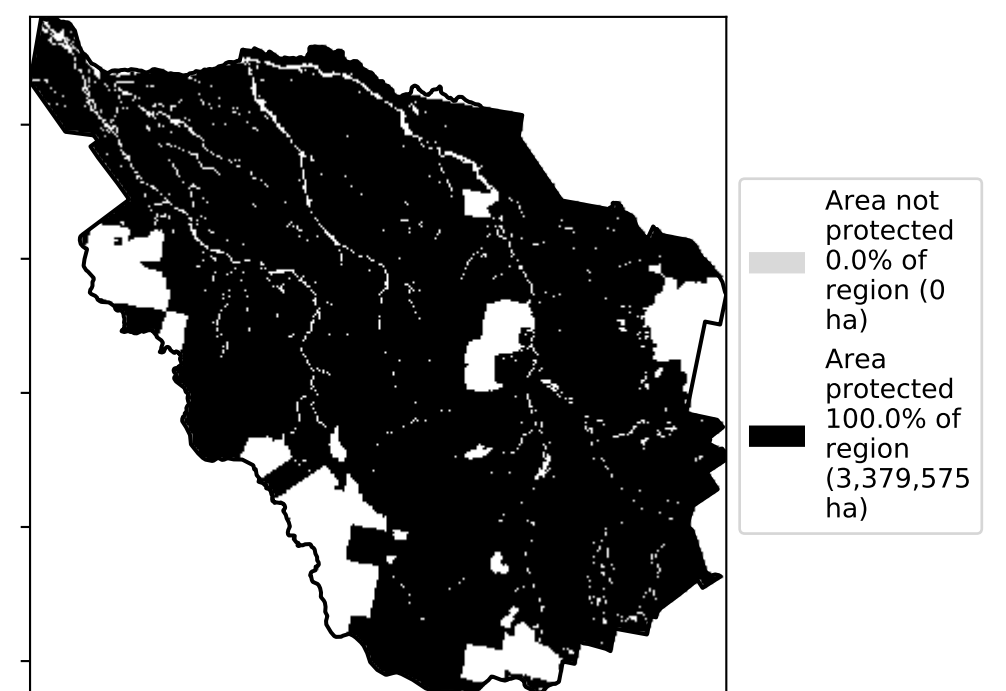 Area not
protected
0.0% of
region (0
ha)
Area
protected
100.0% of
region
(3,379,575
ha)